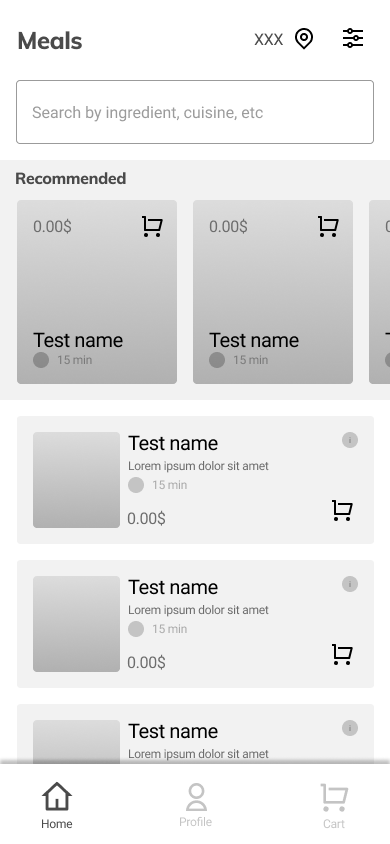 Meals
XXX
Search by ingredient, cuisine, etc
Recommended
0.00$
Test name
15 min
0.00$
Test name
15 min
Test name
Lorem ipsum dolor sit amet
15 min
0.00$
i
Test name
Lorem ipsum dolor sit amet
15 min
0.00$
i
Test name
Lorem ipsum dolor sit amet
i
Home
Profile
Cart